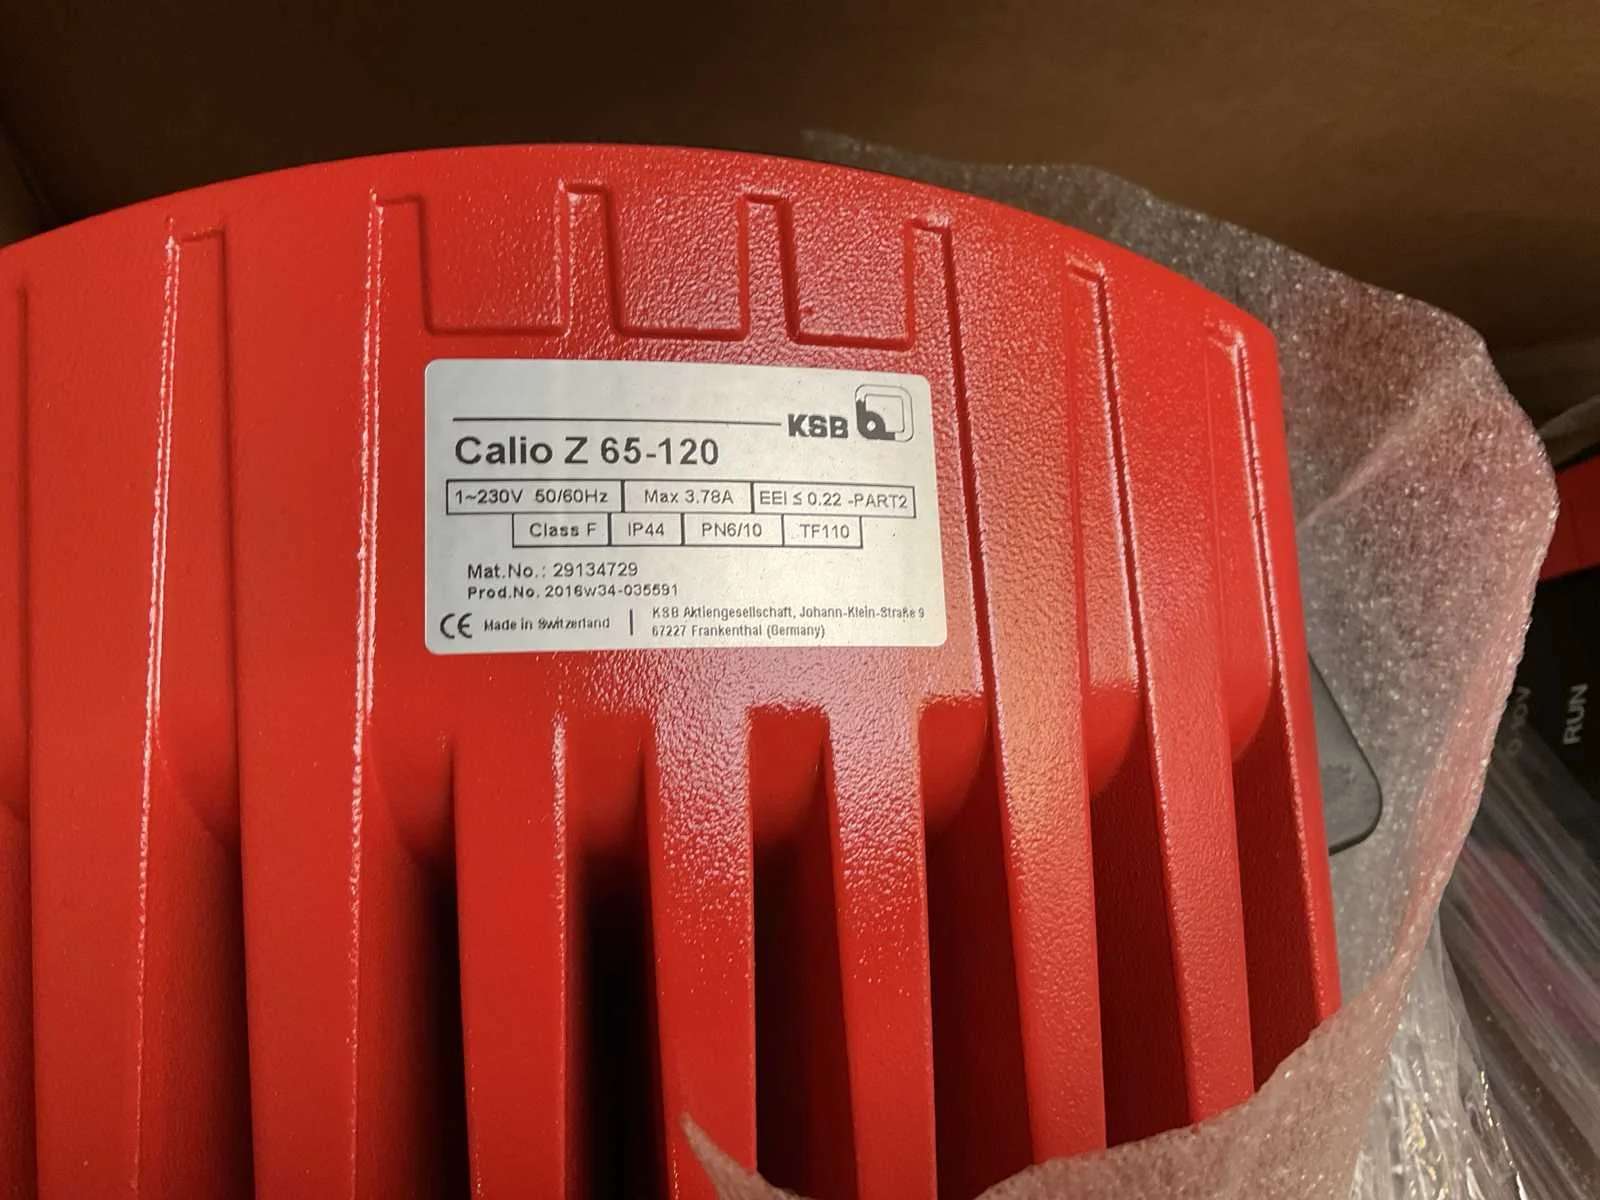 KSB b
Calio Z 65-120
1~230V 50/60Hz Max 3.78A EEI ≤ 0.22 -PART2
Class F IP44 PN6/10 TF110
Mat.No.: 29134729
Prod.No. 2016w34-035591
CE Made in Switzerland
KSB Aktiengesellschaft, Johann-Klein-Straße 9
67227 Frankenthal (Germany)
0-10V
RUN